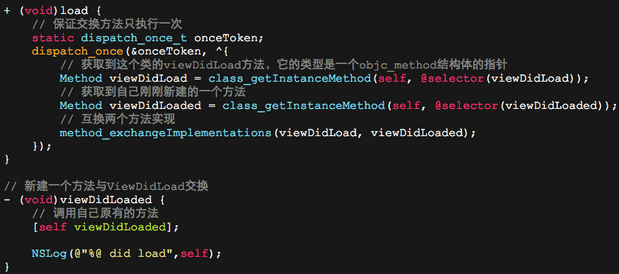 + (void)load {
// 保证交换方法只执行一次
static dispatch_once_t onceToken;
dispatch_once(&onceToken, ^{
// 获取到这个类的viewDidLoad方法，它的类型是一个objc_method结构体的指针
Method viewDidLoad = class_getInstanceMethod(self, @selector(viewDidLoad));
// 获取到自己刚刚新建的一个方法
Method viewDidLoaded = class_getInstanceMethod(self, @selector(viewDidLoaded));
// 互换两个方法实现
method_exchangeImplementations(viewDidLoad, viewDidLoaded);
});
}
// 新建一个方法与ViewDidLoad交换
- (void)viewDidLoaded {
// 调用自己原有的方法
[self viewDidLoaded];
NSLog(@"%@ did load",self);
}